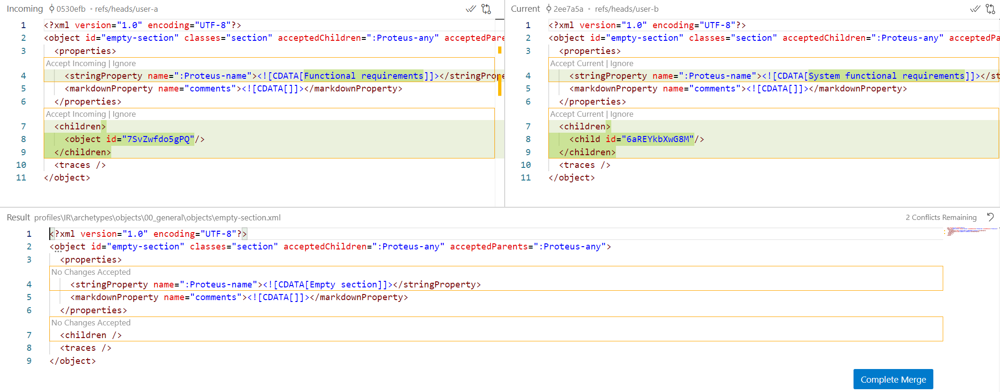 Incoming 0530efb • refs/heads/user-a
1 <?xml version="1.0" encoding="UTF-8"?>
2 <object id="empty-section" classes="section" acceptedChildren=":Proteus-any" acceptedPare
3 <properties>
Accept Incoming | Ignore
4 <stringProperty name=":Proteus-name"><![CDATA[Functional requirements]]></stringPrope
5 <markdownProperty name="comments"><![CDATA[]]></markdownProperty>
6 </properties>
Accept Incoming | Ignore
7 <children>
8 <object id="7SvZwfdo5gPQ"/>
9 </children>
10 <traces />
11 </object>
Current 2ee7a5a • refs/heads/user-b
1 <?xml version="1.0" encoding="UTF-8"?>
2 <object id="empty-section" classes="section" acceptedChildren=":Proteus-any" acceptedPa
3 <properties>
Accept Current | Ignore
4 <stringProperty name=":Proteus-name"><![CDATA[System functional requirements]]></st
5 <markdownProperty name="comments"><![CDATA[]]></markdownProperty>
6 </properties>
Accept Current | Ignore
7 <children>
8 <child id="6aREYkbXwG8M"/>
9 </children>
10 <traces />
11 </object>
Result profiles\IR\archetypes\objects\00_general\objects\empty-section.xml 2 Conflicts Remaining
1 <?xml version="1.0" encoding="UTF-8"?>
2 <object id="empty-section" classes="section" acceptedChildren=":Proteus-any" acceptedParents=":Proteus-any">
3 <properties>
No Changes Accepted
4 <stringProperty name=":Proteus-name"><![CDATA[Empty section]]></stringProperty>
5 <markdownProperty name="comments"><![CDATA[]]></markdownProperty>
6 </properties>
No Changes Accepted
7 <children />
8 <traces />
9 </object>
Complete Merge